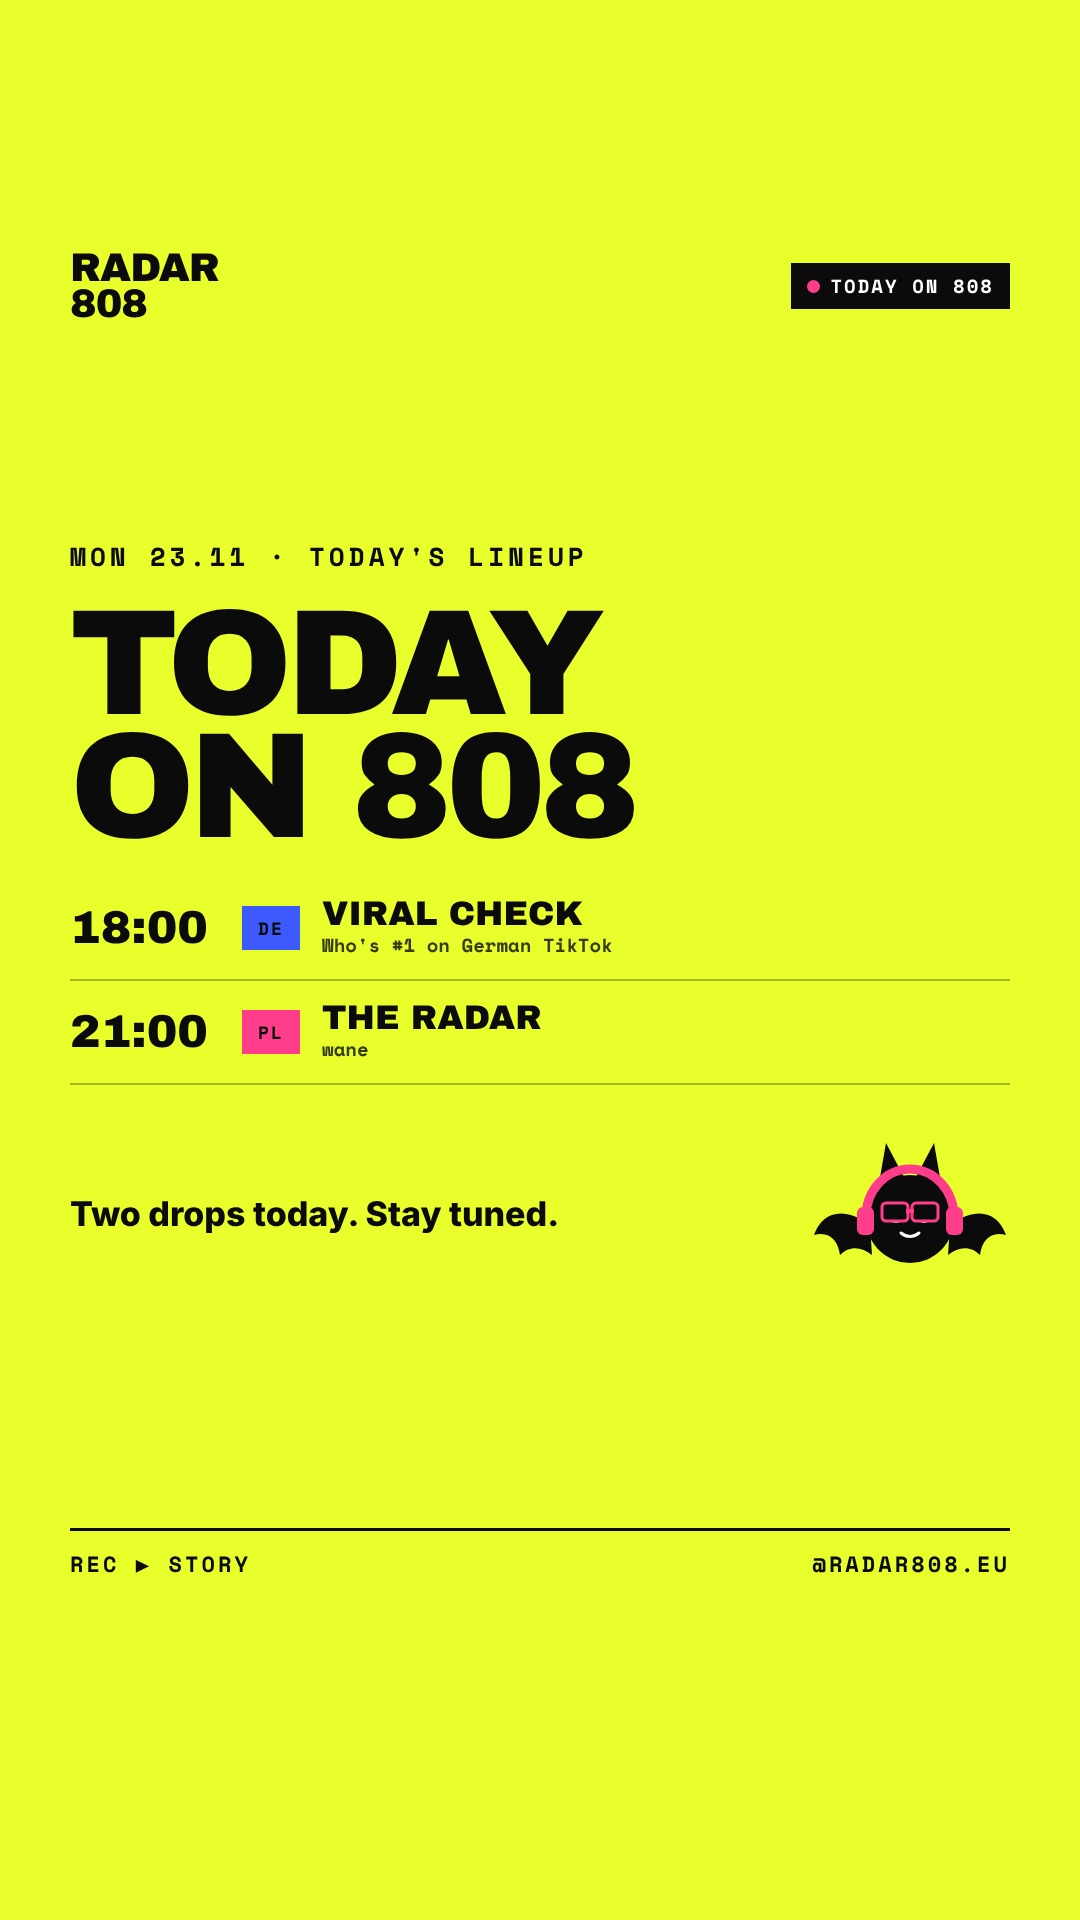 RADAR
808
TODAY ON 808
MON 23.11 · TODAY'S LINEUP
TODAY
ON 808
18:00 DE VIRAL CHECK
Who's #1 on German TikTok
21:00 PL THE RADAR
wane
Two drops today. Stay tuned.
REC ▶ STORY
@RADAR808.EU